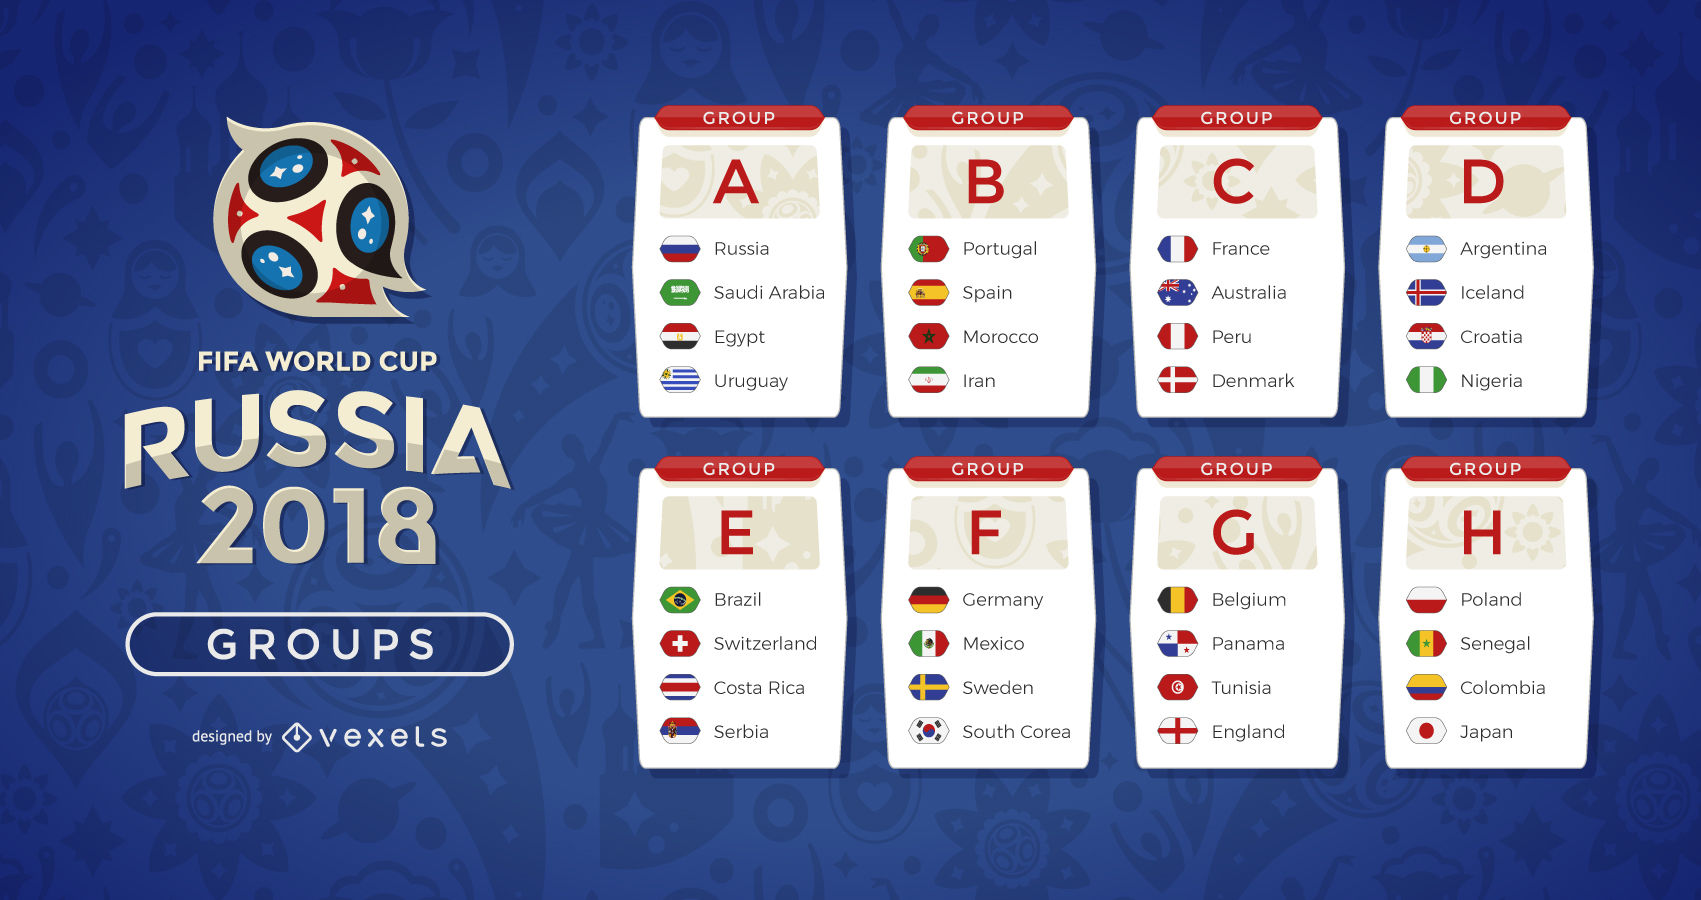 FIFA WORLD CUP
RUSSIA
2018
GROUPS
designed by vexels
GROUP
A
Russia
Saudi Arabia
Egypt
Uruguay
GROUP
B
Portugal
Spain
Morocco
Iran
GROUP
C
France
Australia
Peru
Denmark
GROUP
D
Argentina
Iceland
Croatia
Nigeria
GROUP
E
Brazil
Switzerland
Costa Rica
Serbia
GROUP
F
Germany
Mexico
Sweden
South Corea
GROUP
G
Belgium
Panama
Tunisia
England
GROUP
H
Poland
Senegal
Colombia
Japan